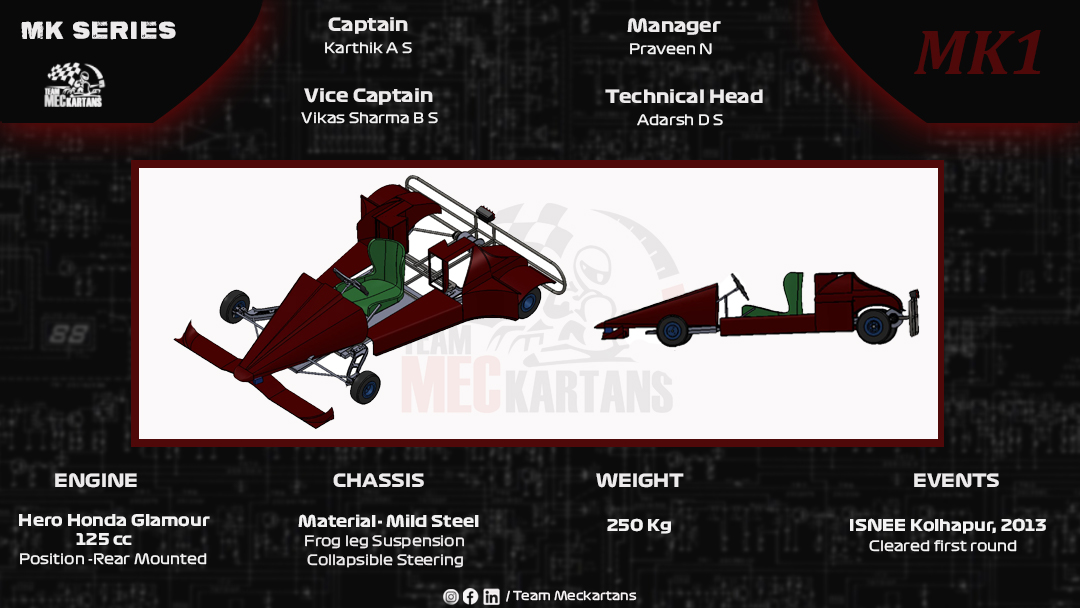 MK SERIES
TEAM
MECKARTANS
Captain
Karthik A S
Manager
Praveen N
MK1
Vice Captain
Vikas Sharma B S
Technical Head
Adarsh D S
TEAM
MECKARTANS
68
ENGINE
Hero Honda Glamour
125 cc
Position -Rear Mounted
CHASSIS
Material- Mild Steel
Frog leg Suspension
Collapsible Steering
WEIGHT
250 Kg
EVENTS
ISNEE Kolhapur, 2013
Cleared first round
/ Team Meckartans